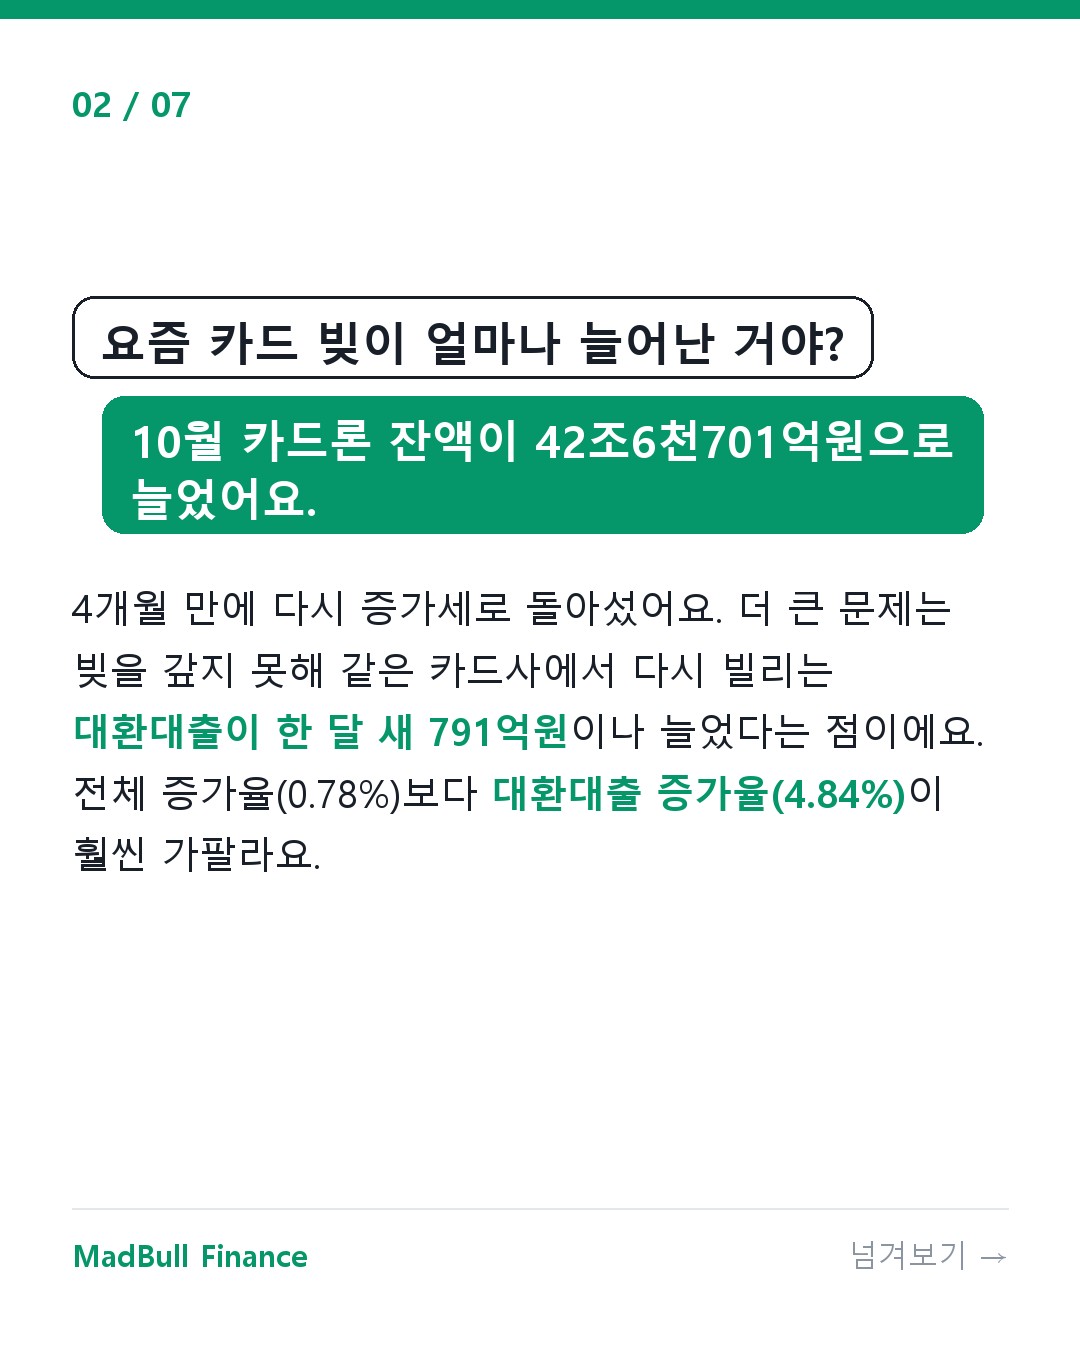 02 / 07
요즘 카드 빚이 얼마나 늘어난 거야?
10월 카드론 잔액이 42조6천701억원으로
늘었어요.
4개월 만에 다시 증가세로 돌아섰어요. 더 큰 문제는
빚을 갚지 못해 같은 카드사에서 다시 빌리는
대환대출이 한 달 새 791억원이나 늘었다는 점이에요.
전체 증가율(0.78%)보다 대환대출 증가율(4.84%)이
훨씬 가팔라요.
MadBull Finance
넘겨보기 →